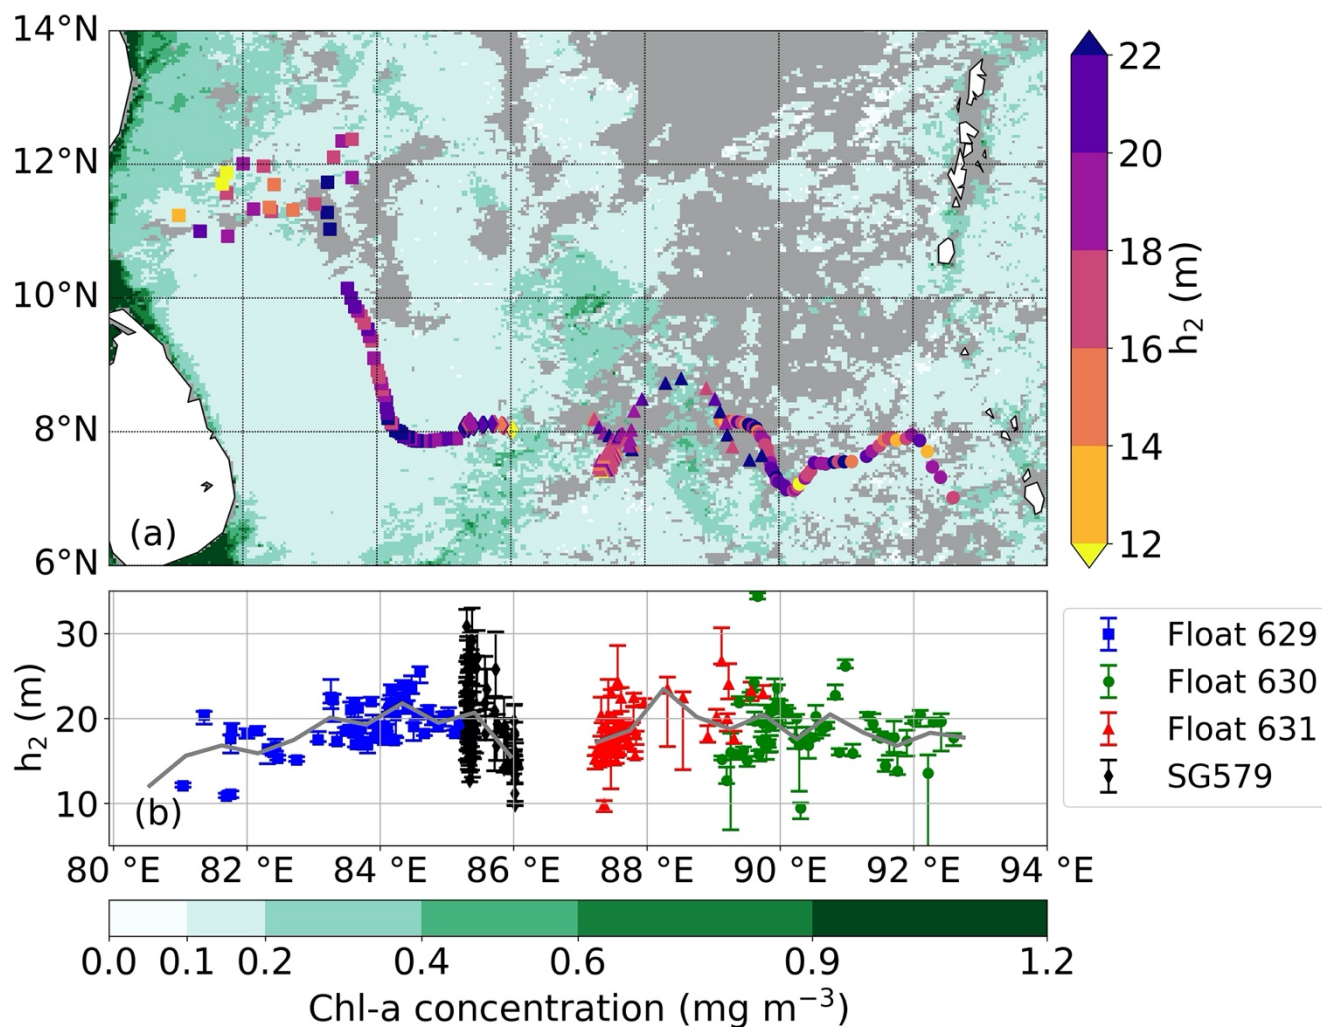 14°N
12°N
10°N
8°N
6°N
(a)
22
20
18
16
14
12
h₂ (m)
30
20
10
h₂ (m)
(b)
80 °E 82 °E 84 °E 86 °E 88 °E 90 °E 92 °E 94 °E
Float 629
Float 630
Float 631
SG579
0.0 0.1 0.2 0.4 0.6 0.9 1.2
Chl-a concentration (mg m⁻³)